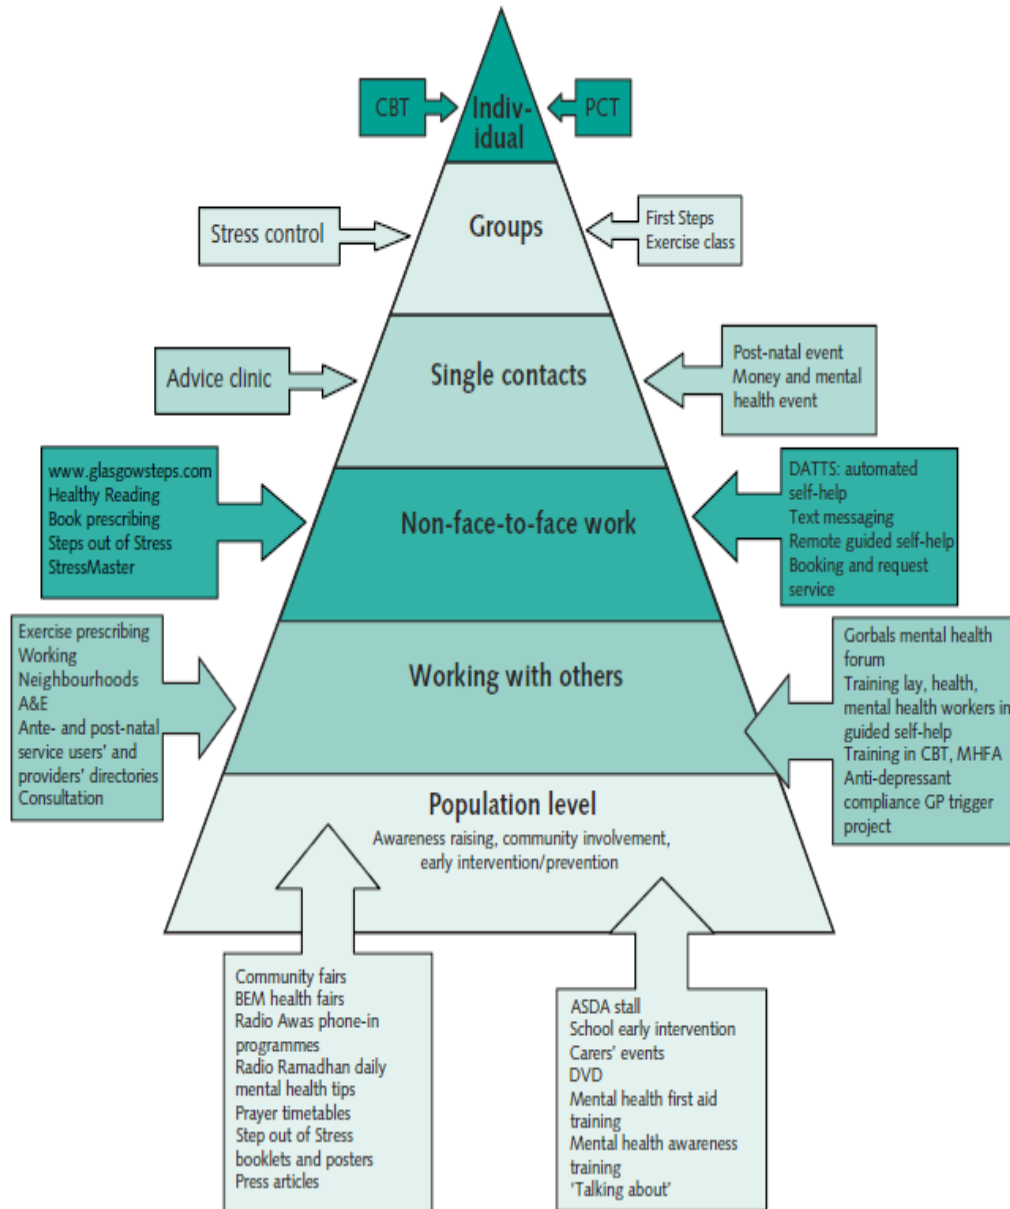 CBT
Indiv-
idual
PCT
Stress control
Groups
First Steps
Exercise class
Advice clinic
Single contacts
Post-natal event
Money and mental
health event
www.glasgowsteps.com
Healthy Reading
Book prescribing
Steps out of Stress
StressMaster
Non-face-to-face work
DATTS: automated
self-help
Text messaging
Remote guided self-help
Booking and request
service
Exercise prescribing
Working
Neighbourhoods
A&E
Ante- and post-natal
service users' and
providers' directories
Consultation
Working with others
Gorbals mental health
forum
Training lay, health,
mental health workers in
guided self-help
Training in CBT, MHFA
Anti-depressant
compliance GP trigger
project
Population level
Awareness raising, community involvement,
early intervention/prevention
Community fairs
BEM health fairs
Radio Awas phone-in
programmes
Radio Ramadhan daily
mental health tips
Prayer timetables
Step out of Stress
booklets and posters
Press articles
ASDA stall
School early intervention
Carers' events
DVD
Mental health first aid
training
Mental health awareness
training
'Talking about'